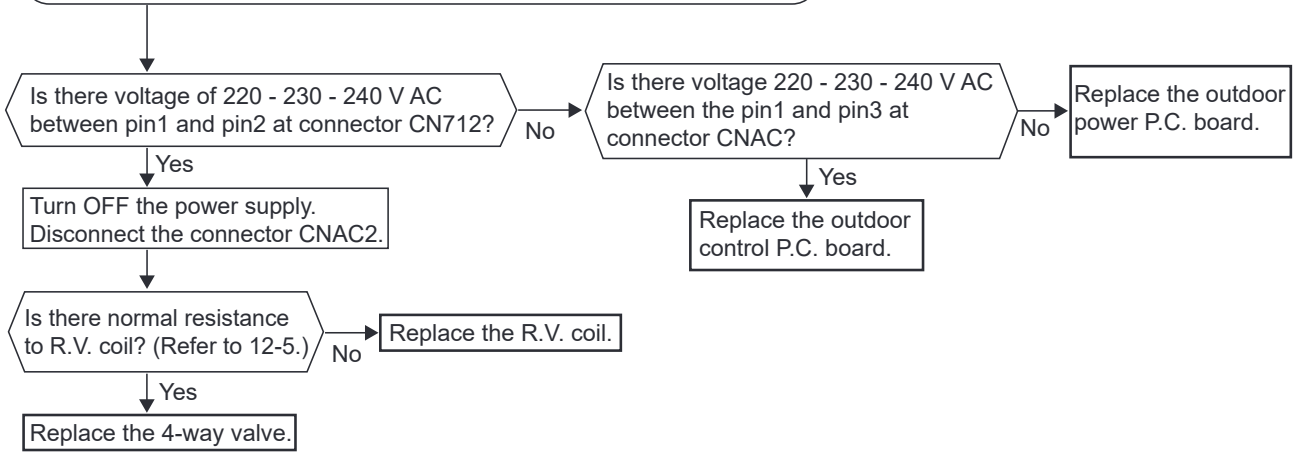 Is there voltage of 220 - 230 - 240 V AC
between pin1 and pin2 at connector CN712?
No
Is there voltage 220 - 230 - 240 V AC
between the pin1 and pin3 at
connector CNAC?
No
Replace the outdoor
power P.C. board.
Yes
Turn OFF the power supply.
Disconnect the connector CNAC2.
Yes
Replace the outdoor
control P.C. board.
Is there normal resistance
to R.V. coil? (Refer to 12-5.)
No
Replace the R.V. coil.
Yes
Replace the 4-way valve.